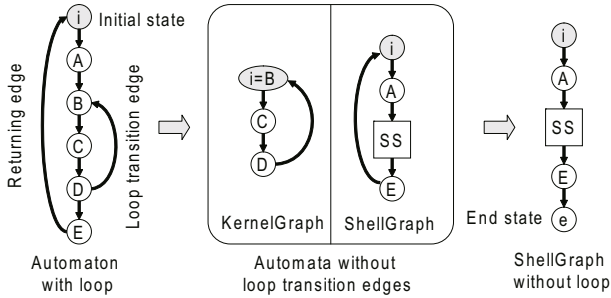 i Initial state
A
B
C
D
E
Returning edge
Loop transition edge
Automaton
with loop
i=B
C
D
KernelGraph
i
A
SS
E
ShellGraph
Automata without
loop transition edges
i
A
SS
E
End state e
ShellGraph
without loop